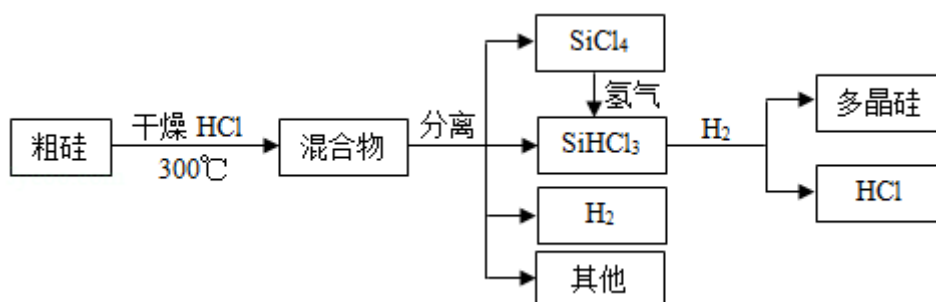 粗硅
干燥 HCl
300℃
混合物
分离
SiCl₄
氢气
SiHCl₃
H₂
其他
H₂
多晶硅
HCl